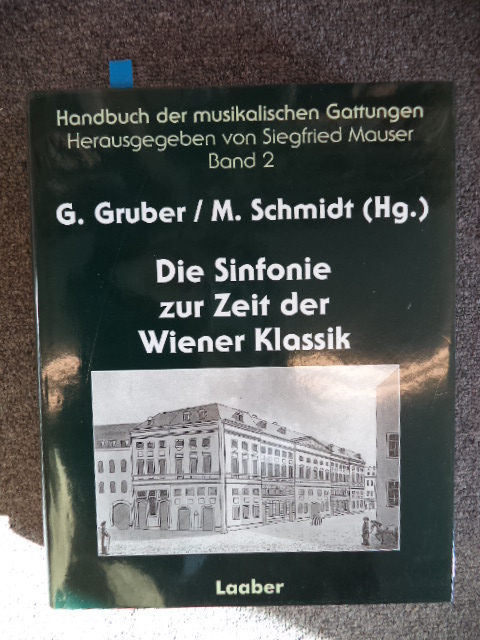 Handbuch der musikalischen Gattungen
Herausgegeben von Siegfried Mauser
Band 2
G. Gruber / M. Schmidt (Hg.)
Die Sinfonie
zur Zeit der
Wiener Klassik
Laaber